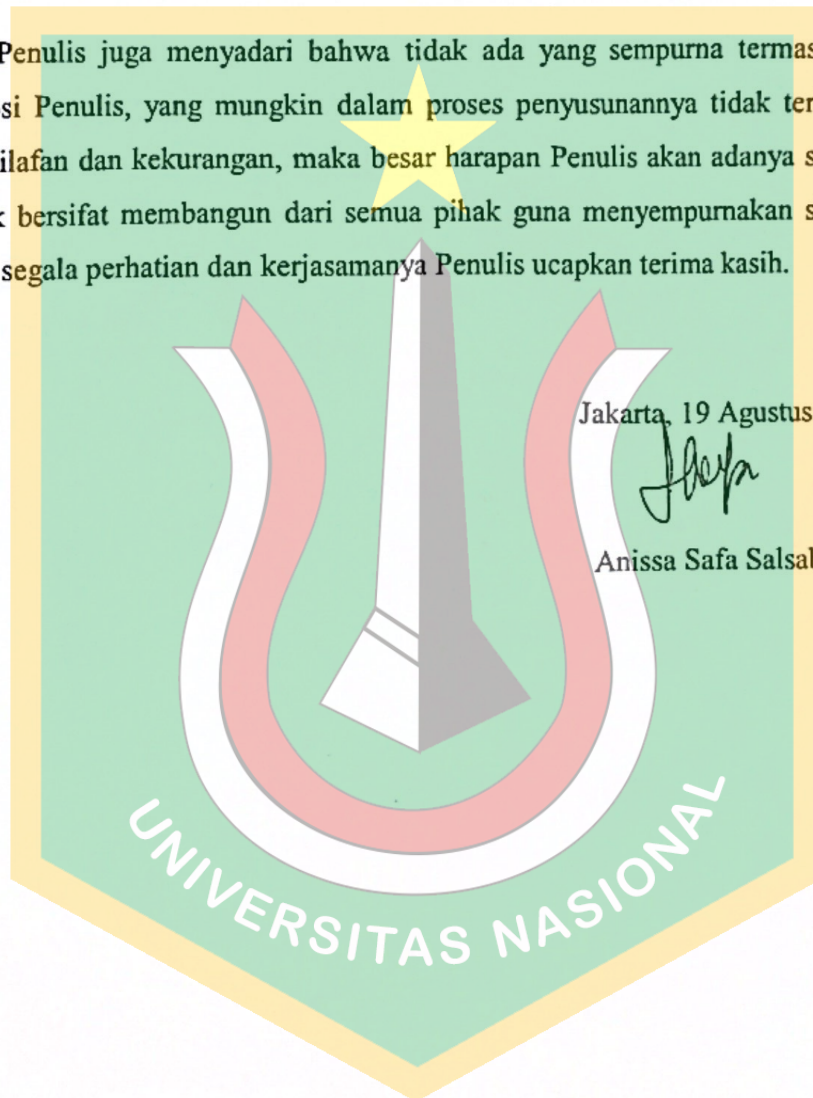 Penulis juga menyadari bahwa tidak ada yang sempurna termas
si Penulis, yang mungkin dalam proses penyusunannya tidak ter
ilafan dan kekurangan, maka besar harapan Penulis akan adanya s
k bersifat membangun dari semua pihak guna menyempurnakan s
segala perhatian dan kerjasamanya Penulis ucapkan terima kasih.
Jakarta, 19 Agustus
Anissa Safa Salsal
UNIVERSITAS NASIONAL